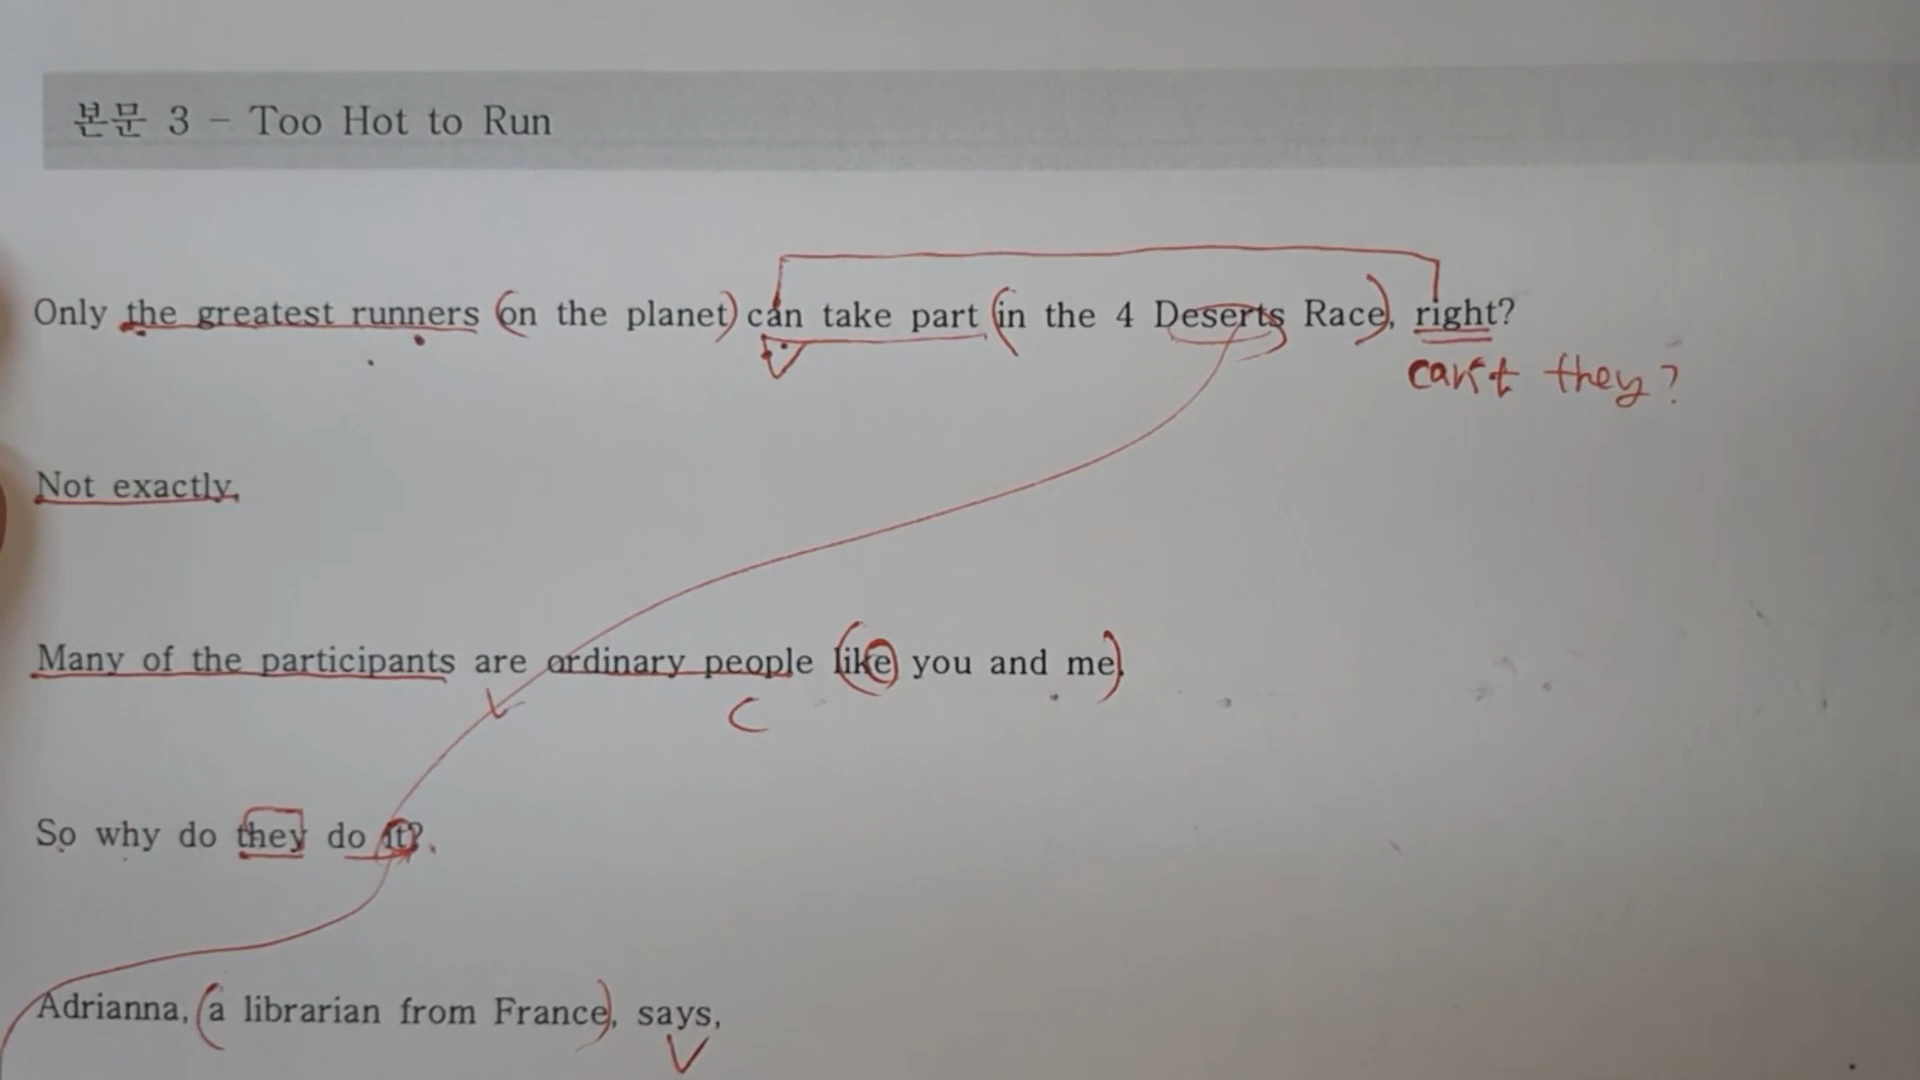 본문 3 - Too Hot to Run
Only the greatest runners (on the planet) can take part (in the 4 Deserts Race), right?
V
can't they?
Not exactly.
Many of the participants are ordinary people (like you and me).
V C
So why do they do it?
Adrianna, (a librarian from France), says,
V